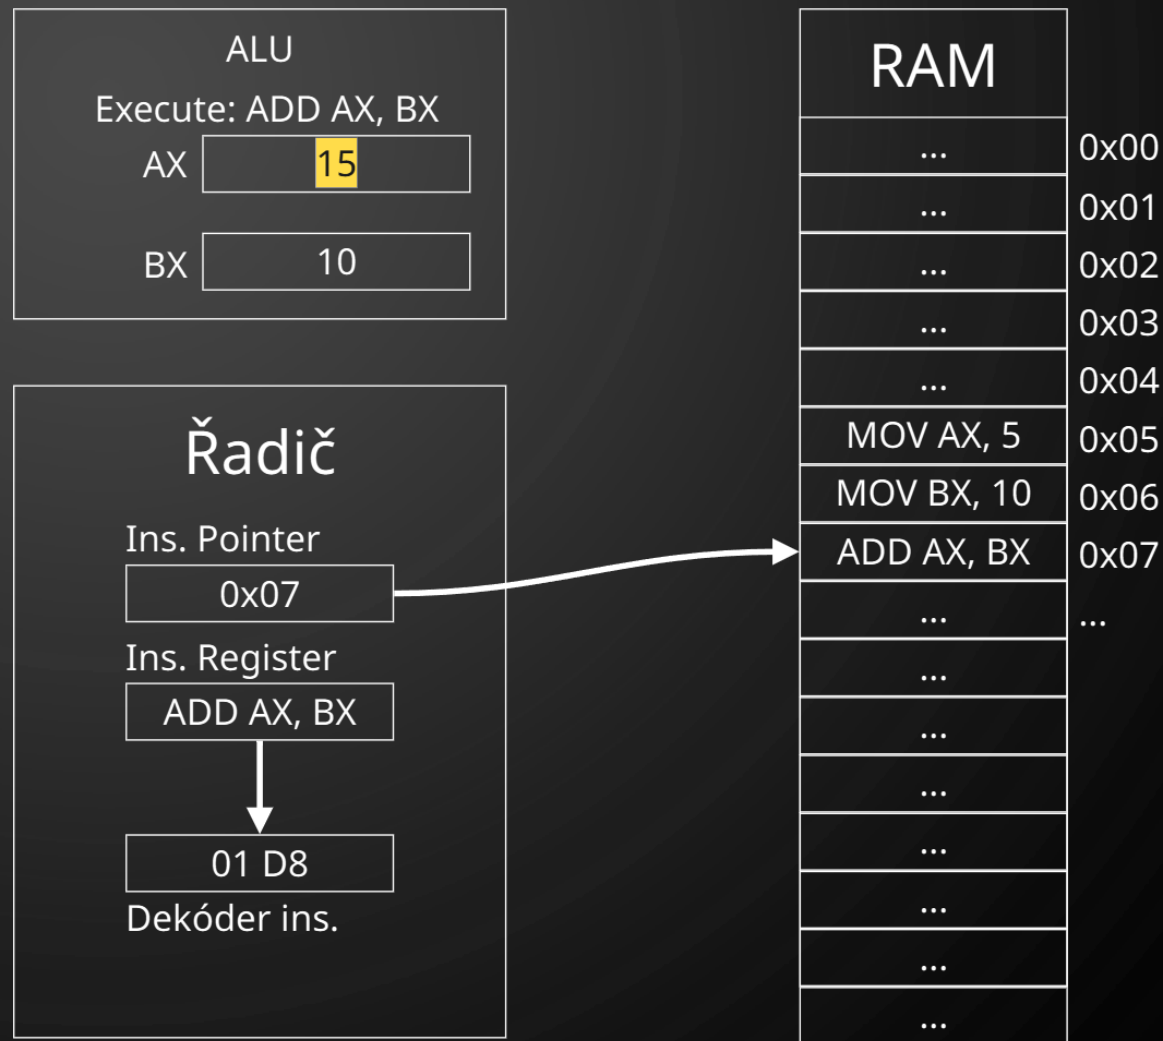 ALU
Execute: ADD AX, BX
AX 15
BX 10
Řadič
Ins. Pointer
0x07
Ins. Register
ADD AX, BX
01 D8
Dekóder ins.
RAM
... 0x00
... 0x01
... 0x02
... 0x03
... 0x04
MOV AX, 5 0x05
MOV BX, 10 0x06
ADD AX, BX 0x07
... ...
...
...
...
...
...
...
...